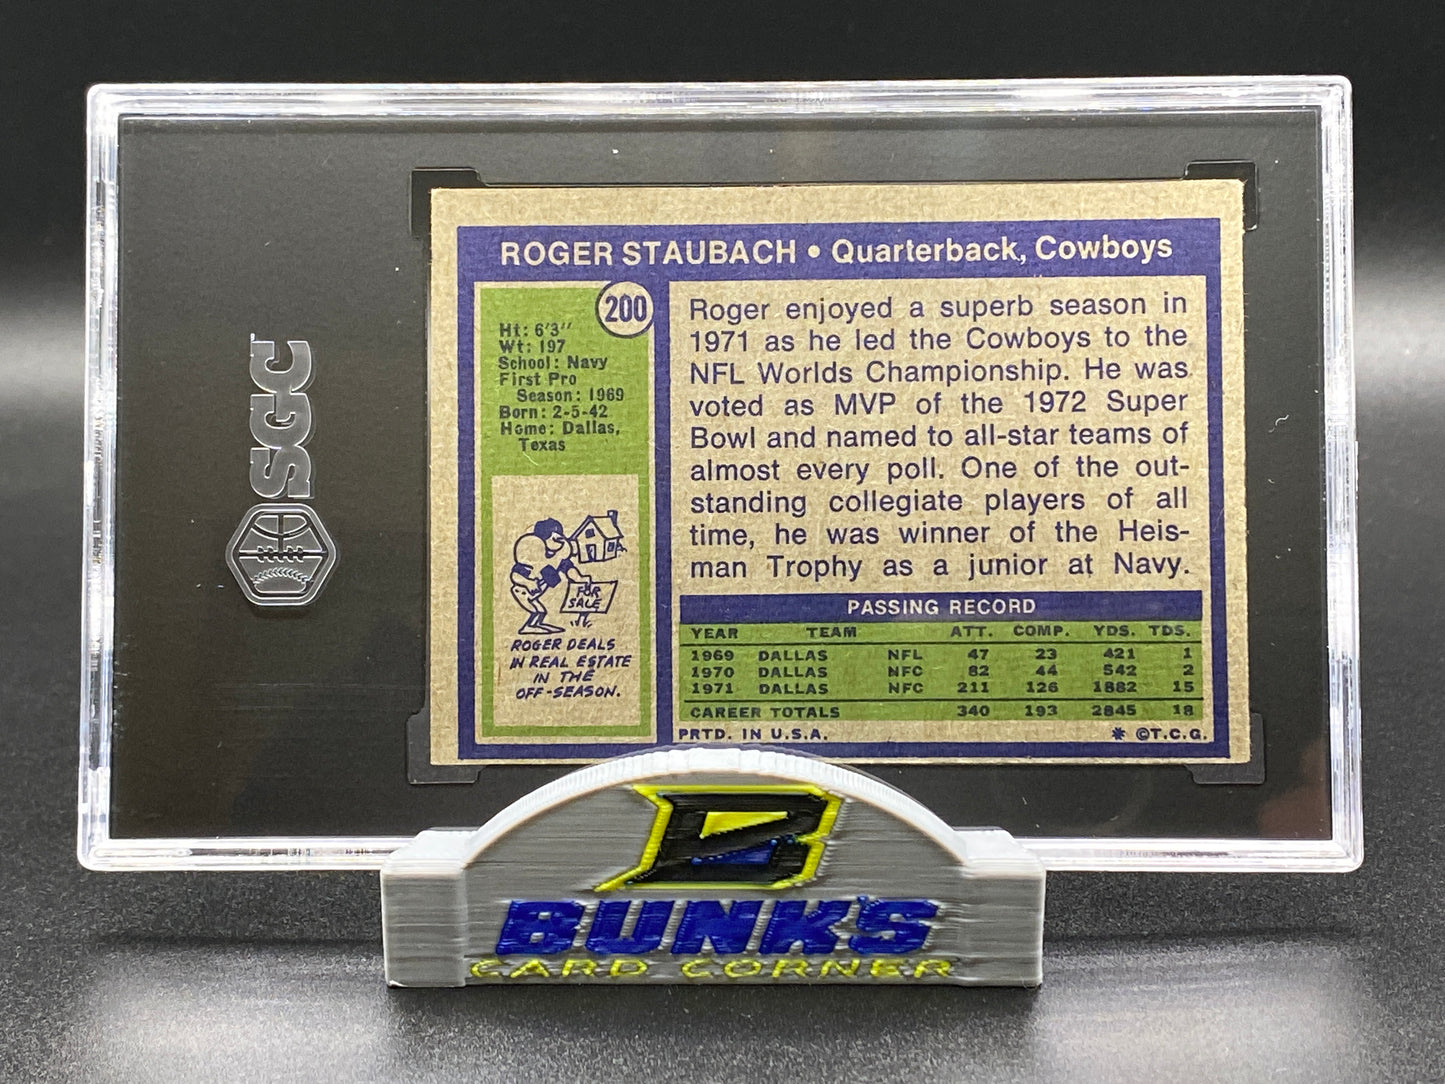 SGC
ROGER STAUBACH • Quarterback, Cowboys
200
Ht: 6'3"
Wt: 197
School: Navy
First Pro
Season: 1969
Born: 2-5-42
Home: Dallas,
Texas
FOR
SALE
ROGER DEALS
IN REAL ESTATE
IN THE
OFF-SEASON.
Roger enjoyed a superb season in
1971 as he led the Cowboys to the
NFL Worlds Championship. He was
voted as MVP of the 1972 Super
Bowl and named to all-star teams of
almost every poll. One of the out-
standing collegiate players of all
time, he was winner of the Heis-
man Trophy as a junior at Navy.
PASSING RECORD
YEAR TEAM ATT. COMP. YDS. TDS.
1969 DALLAS NFL 47 23 421 1
1970 DALLAS NFC 82 44 542 2
1971 DALLAS NFC 211 126 1882 15
CAREER TOTALS 340 193 2845 18
PRTD. IN U.S.A. * ©T.C.G.
B
BUNK'S
CARD CORNER